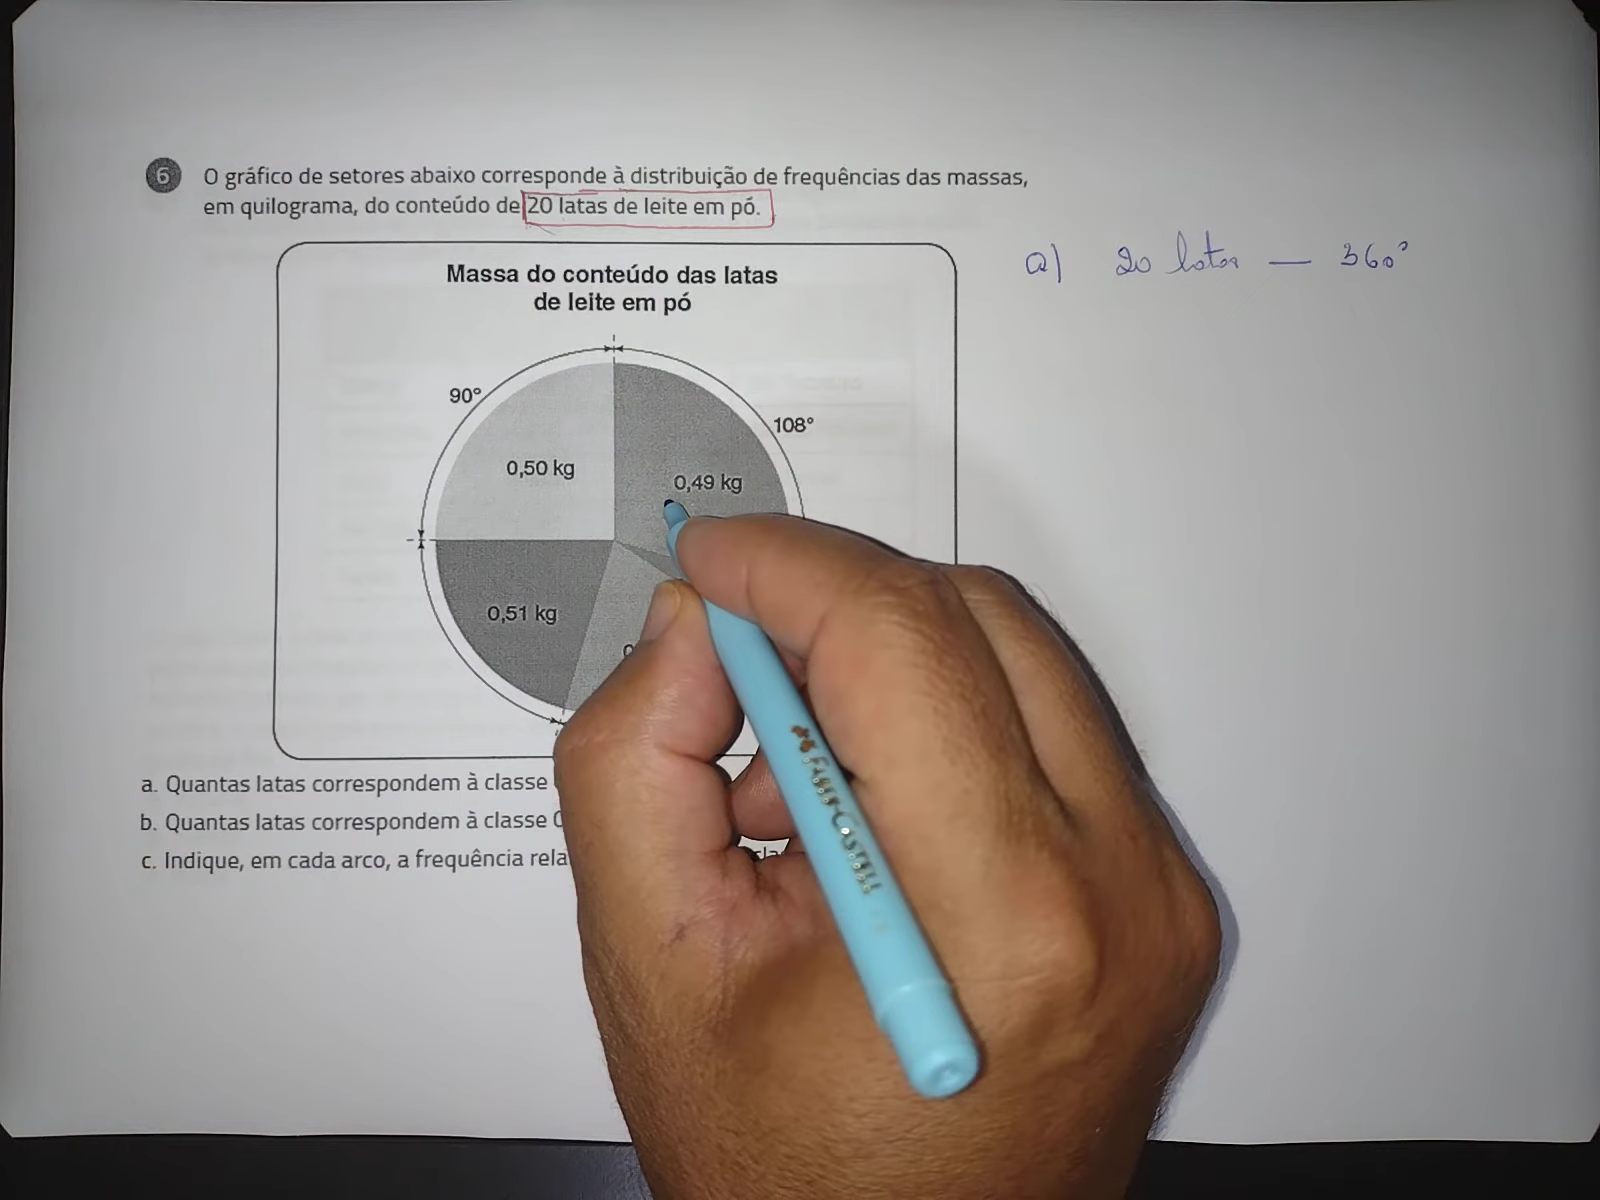 6 O gráfico de setores abaixo corresponde à distribuição de frequências das massas,
em quilograma, do conteúdo de 20 latas de leite em pó.
a) 20 latas — 360°
Massa do conteúdo das latas
de leite em pó
90°
108°
0,50 kg
0,49 kg
0,51 kg
a. Quantas latas correspondem à classe
b. Quantas latas correspondem à classe
c. Indique, em cada arco, a frequência
FABER-CASTELL